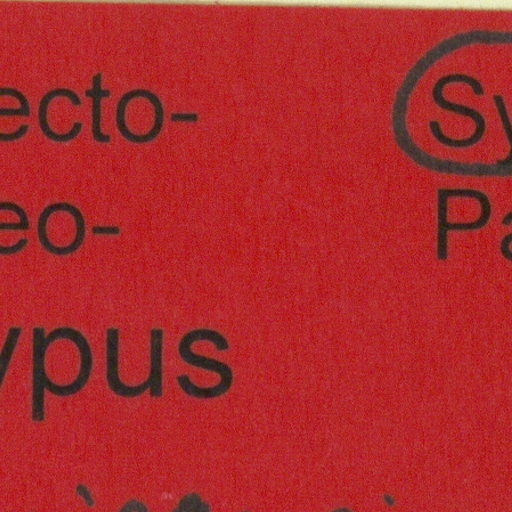 ecto- Sy
eo- Pa
ypus